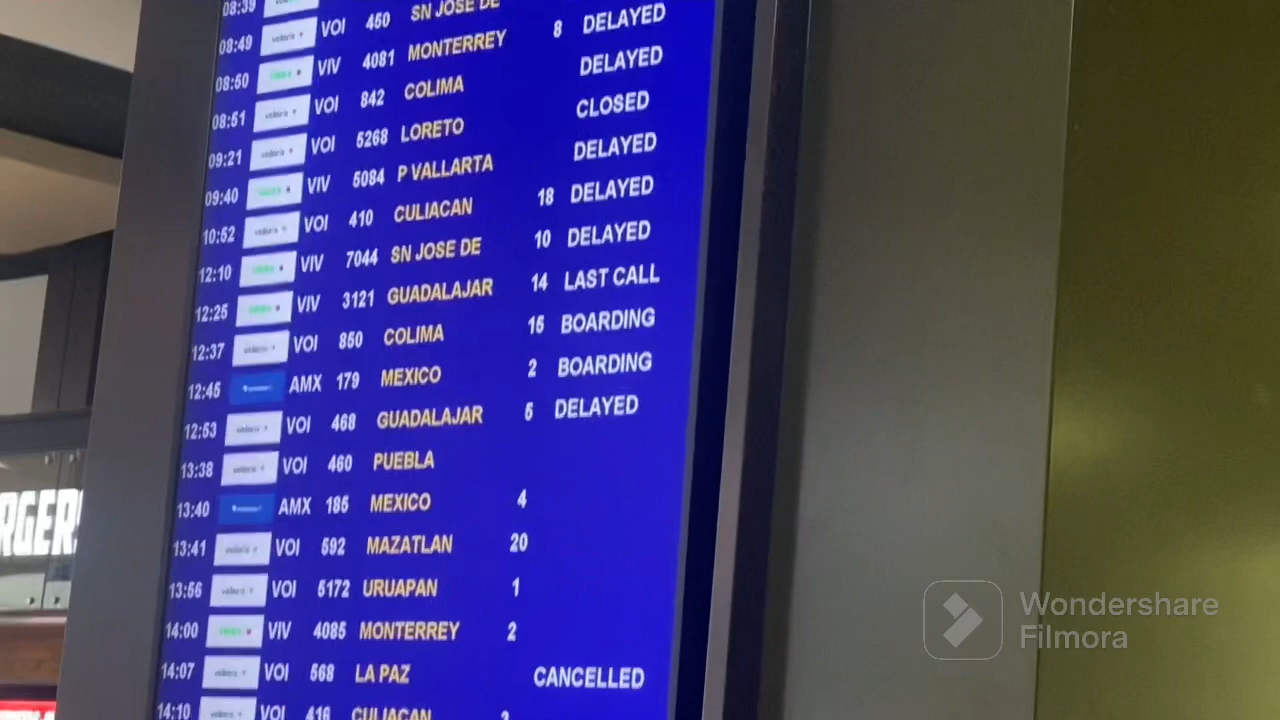 08:39
08:49 VOI 450 SN JOSE DE
08:50 VIV 4081 MONTERREY 8 DELAYED
08:51 VOI 842 COLIMA DELAYED
09:21 VOI 5268 LORETO CLOSED
09:40 VIV 5084 P VALLARTA DELAYED
10:52 VOI 410 CULIACAN 18 DELAYED
12:10 VIV 7044 SN JOSE DE 10 DELAYED
12:25 VIV 3121 GUADALAJAR 14 LAST CALL
12:37 VOI 850 COLIMA 15 BOARDING
12:45 AMX 179 MEXICO 2 BOARDING
12:53 VOI 468 GUADALAJAR 5 DELAYED
13:38 VOI 460 PUEBLA
13:40 AMX 185 MEXICO 4
13:41 VOI 592 MAZATLAN 20
13:56 VOI 5172 URUAPAN 1
14:00 VIV 4085 MONTERREY 2
14:07 VOI 568 LA PAZ CANCELLED
14:10 VOI 416 CULIACAN
RGERS
Wondershare
Filmora